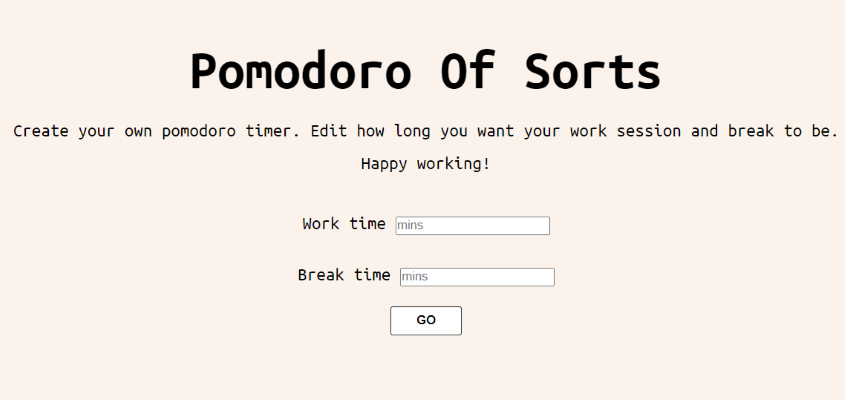 Pomodoro Of Sorts
Create your own pomodoro timer. Edit how long you want your work session and break to be.
Happy working!
Work time mins
Break time mins
GO